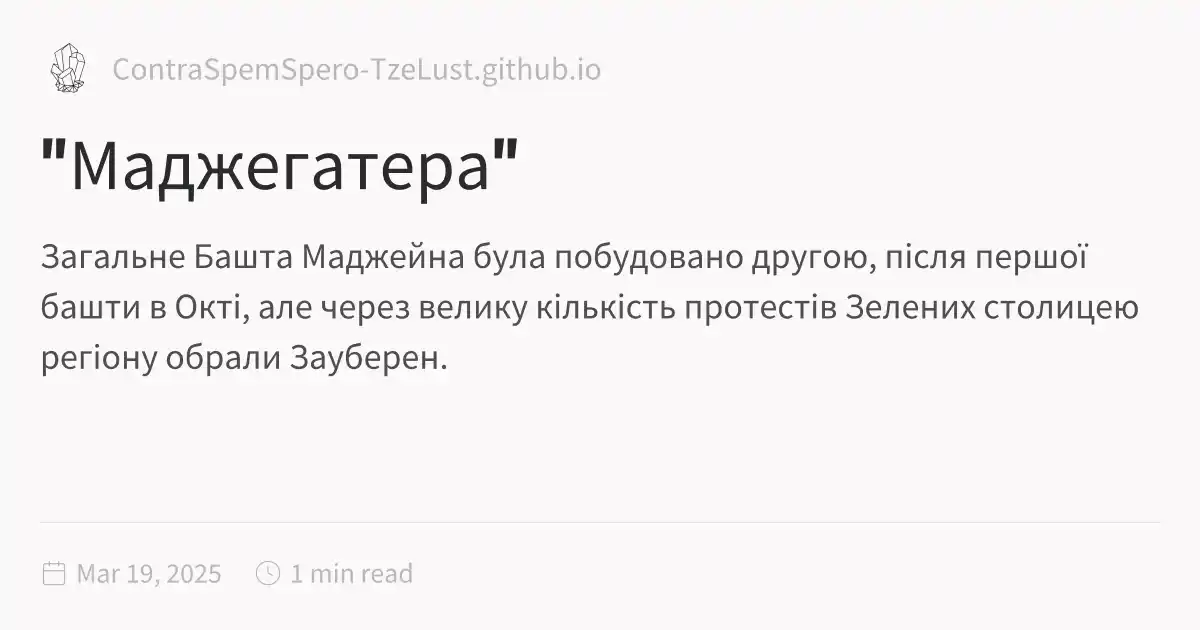 ContraSpemSpero-TzeLust.github.io
"Маджегатера"
Загальне Башта Маджейна була побудовано другою, після першої
башти в Окті, але через велику кількість протестів Зелених столицею
регіону обрали Зауберен.
Mar 19, 2025 1 min read